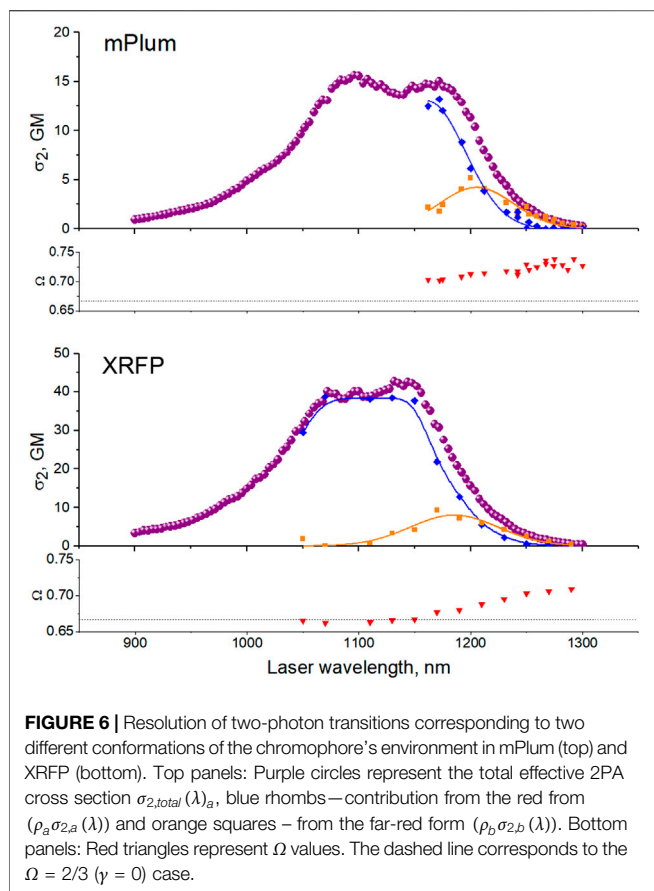 mPlum
20
15
10
5
0
σ2, GM
0.75
0.70
0.65
Ω
XRFP
50
40
30
20
10
0
σ2, GM
0.75
0.70
0.65
Ω
900 1000 1100 1200 1300
Laser wavelength, nm
FIGURE 6 | Resolution of two-photon transitions corresponding to two
different conformations of the chromophore’s environment in mPlum (top) and
XRFP (bottom). Top panels: Purple circles represent the total effective 2PA
cross section σ2,total (λ)a, blue rhombs—contribution from the red from
(ρaσ2,a (λ)) and orange squares – from the far-red form (ρbσ2,b (λ)). Bottom
panels: Red triangles represent Ω values. The dashed line corresponds to the
Ω = 2/3 (γ = 0) case.